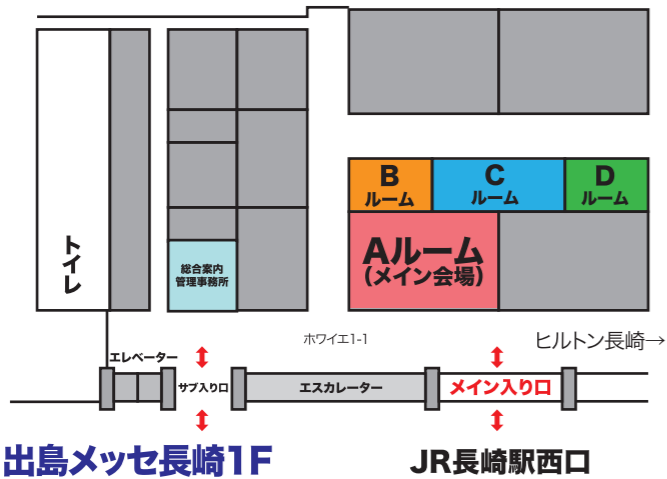 B
ルーム
C
ルーム
D
ルーム
トイレ
Aルーム
(メイン会場)
総合案内
管理事務所
ホワイエ1-1
ヒルトン長崎→
エレベーター
サブ入り口
エスカレーター
メイン入り口
出島メッセ長崎1F
JR長崎駅西口